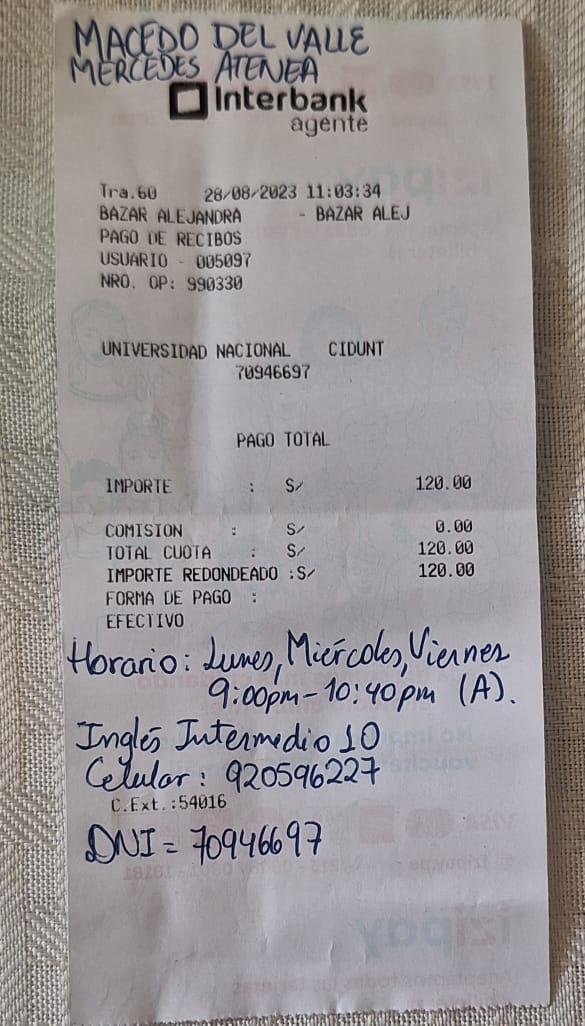 MACEDO DEL VALLE
MERCEDES ATENEA
Interbank
agente
Tra.60 28/08/2023 11:03:34
BAZAR ALEJANDRA - BAZAR ALEJ
PAGO DE RECIBOS
USUARIO - 005097
NRO. OP: 990330
UNIVERSIDAD NACIONAL CIDUNT
70946697
PAGO TOTAL
IMPORTE : S/ 120.00
COMISION : S/ 0.00
TOTAL CUOTA : S/ 120.00
IMPORTE REDONDEADO :S/ 120.00
FORMA DE PAGO :
EFECTIVO
Horario: Lunes, Miércoles, Viernes
9:00pm - 10:40pm (A).
Inglés Intermedio 10
Celular: 920596227
C.Ext.:54016
DNI = 70946697
izipay